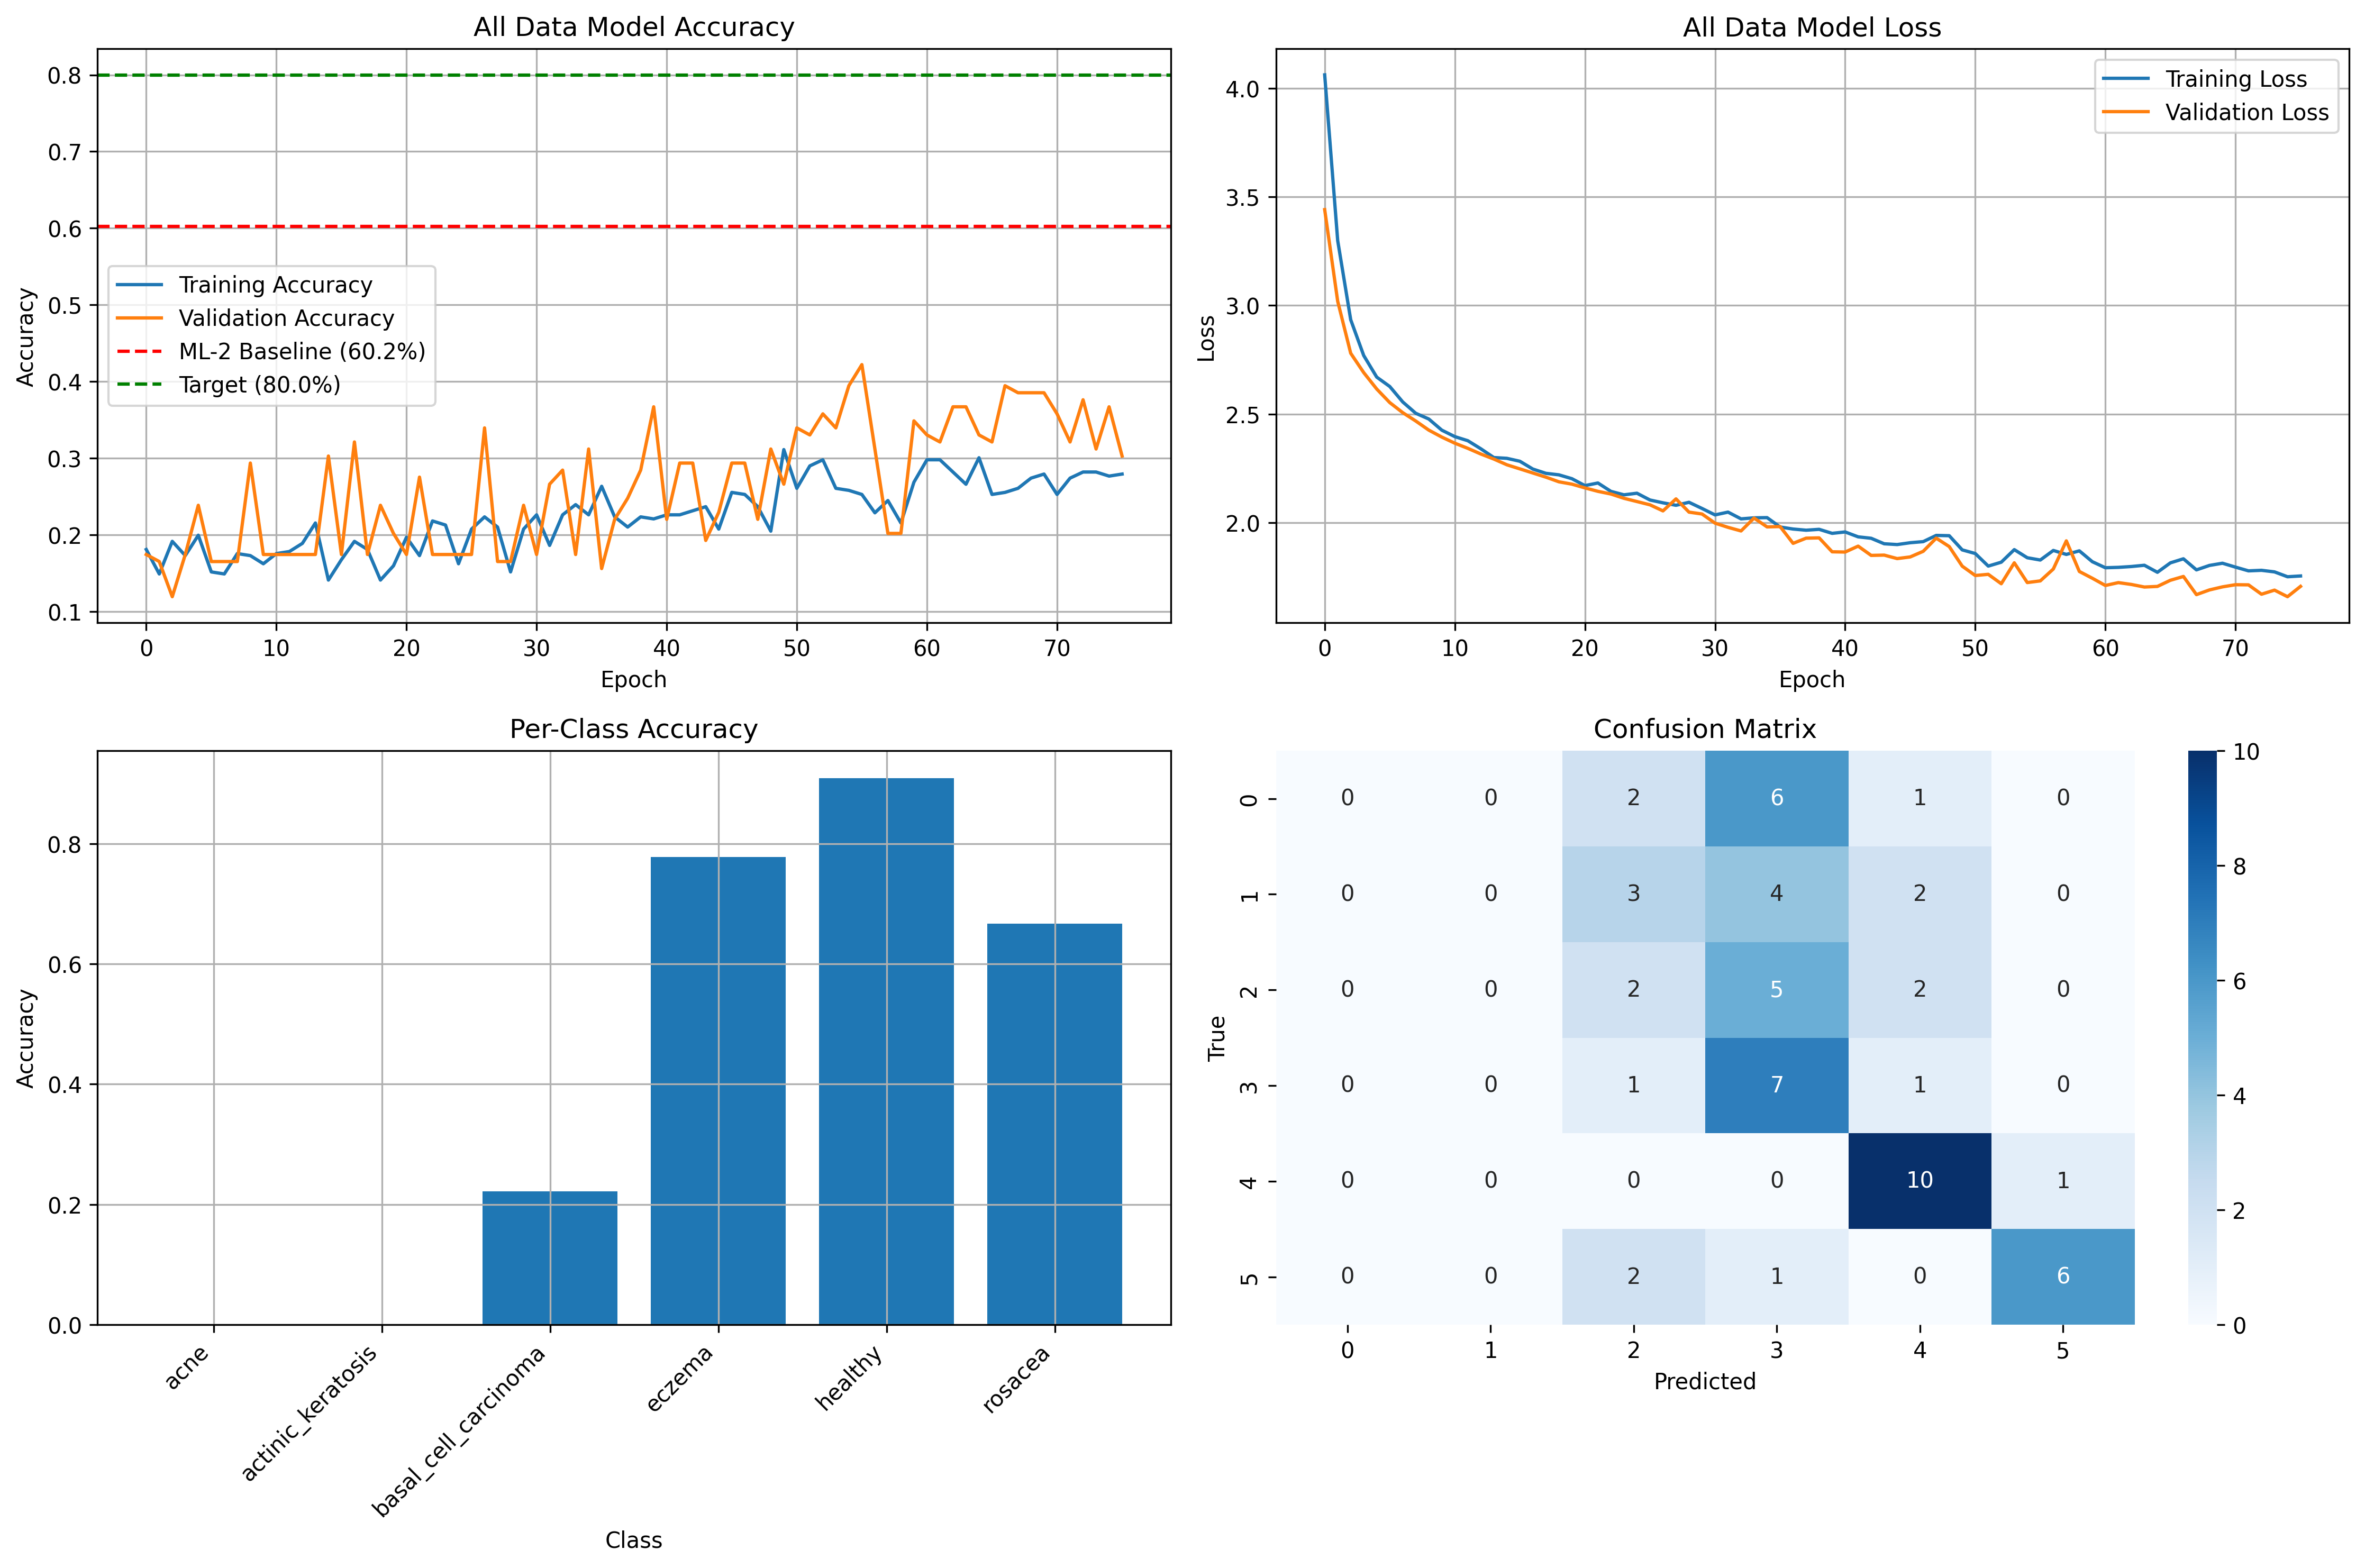 All Data Model Accuracy
Accuracy
0.8
0.7
0.6
0.5
0.4
0.3
0.2
0.1
Training Accuracy
Validation Accuracy
ML-2 Baseline (60.2%)
Target (80.0%)
0 10 20 30 40 50 60 70
Epoch
All Data Model Loss
Loss
4.0
3.5
3.0
2.5
2.0
Training Loss
Validation Loss
0 10 20 30 40 50 60 70
Epoch
Per-Class Accuracy
Accuracy
0.8
0.6
0.4
0.2
0.0
acne
actinic_keratosis
basal_cell_carcinoma
eczema
healthy
rosacea
Class
Confusion Matrix
True
0 0 0 2 6 1 0
1 0 0 3 4 2 0
2 0 0 2 5 2 0
3 0 0 1 7 1 0
4 0 0 0 0 10 1
5 0 0 2 1 0 6
0 1 2 3 4 5
Predicted
10
8
6
4
2
0